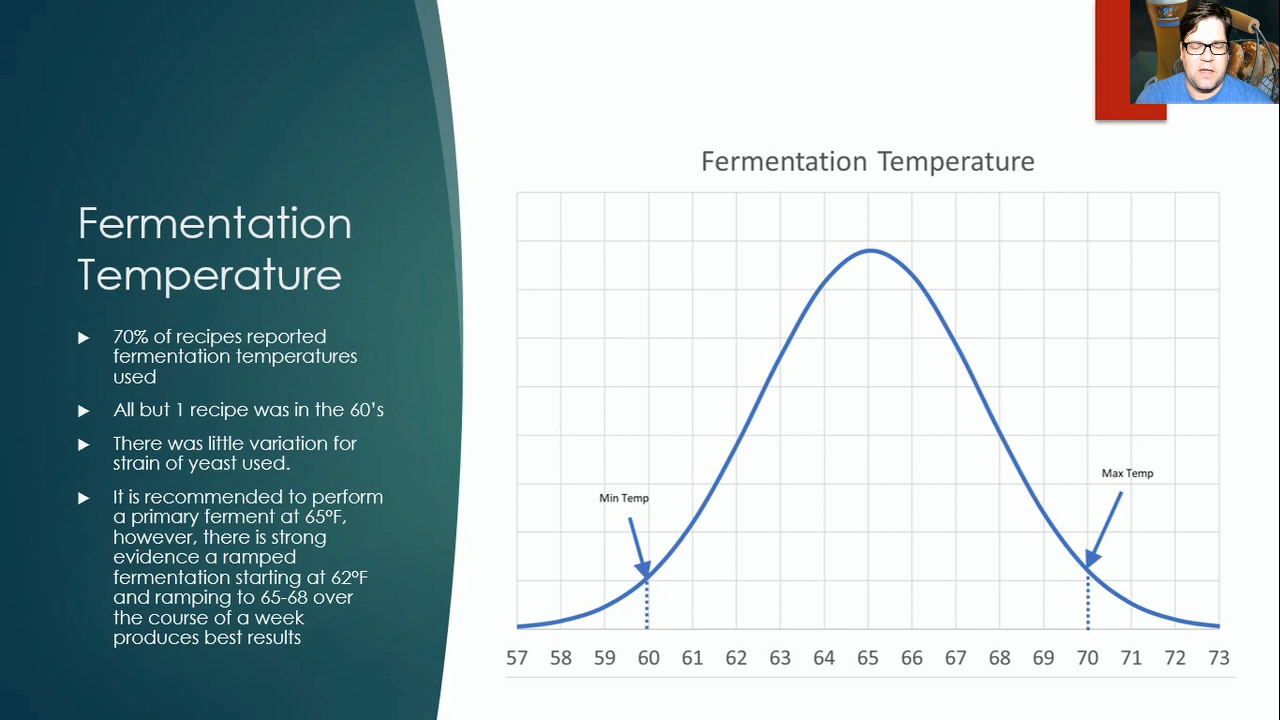 Fermentation
Temperature
70% of recipes reported
fermentation temperatures
used
All but 1 recipe was in the 60's
There was little variation for
strain of yeast used.
It is recommended to perform
a primary ferment at 65ºF,
however, there is strong
evidence a ramped
fermentation starting at 62ºF
and ramping to 65-68 over
the course of a week
produces best results
Fermentation Temperature
Min Temp
Max Temp
57 58 59 60 61 62 63 64 65 66 67 68 69 70 71 72 73